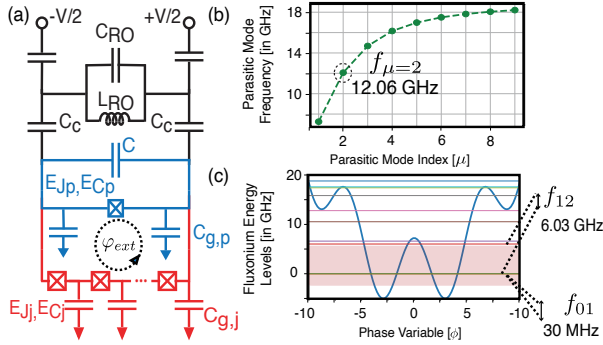 (a)
-V/2
+V/2
C_RO
L_RO
C_c
C_c
C
E_Jp,E_Cp
C_g,p
φ_ext
E_Jj,E_Cj
C_g,j
(b)
Parasitic Mode
Frequency [in GHz]
18
16
14
12
10
8
f_μ=2
12.06 GHz
2
4
6
8
Parasitic Mode Index [μ]
(c)
Fluxonium Energy
Levels [in GHz]
20
10
0
-10
-5
0
5
-10
Phase Variable [ϕ]
f_12
6.03 GHz
f_01
30 MHz